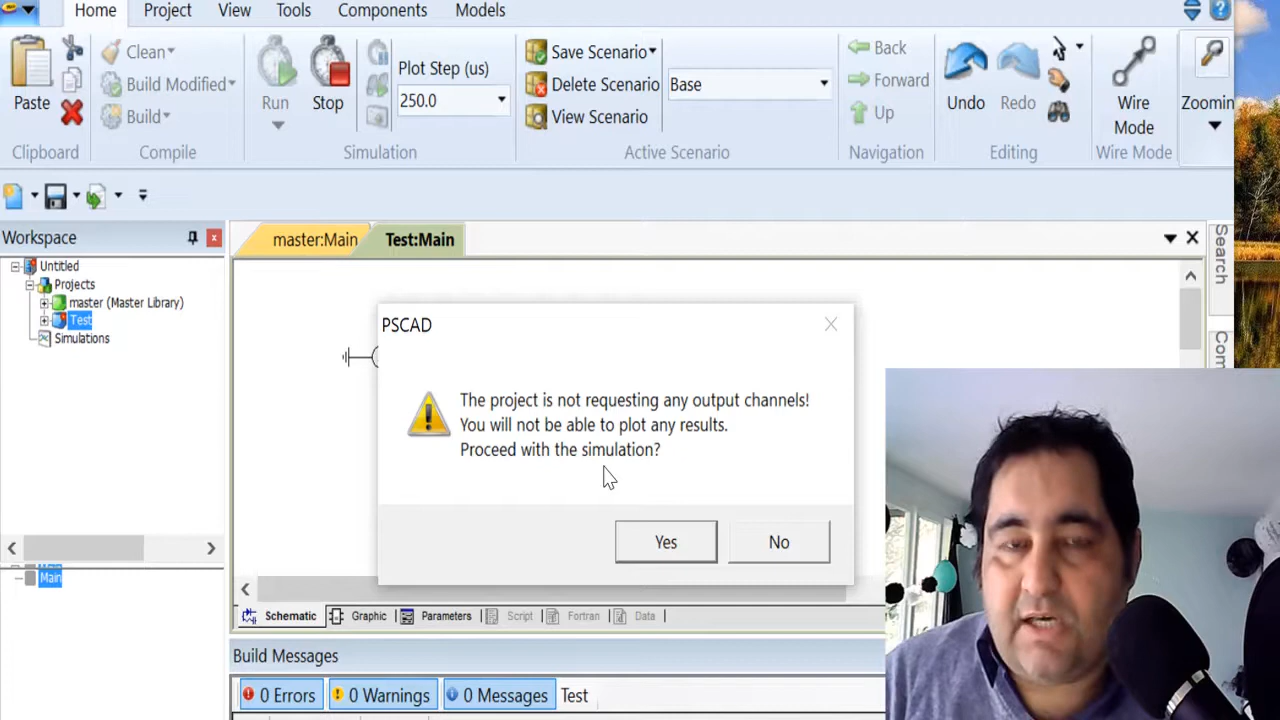 Home Project View Tools Components Models
Paste
Clipboard
Clean
Build Modified
Build
Compile
Run
Stop
Plot Step (us)
250.0
Simulation
Save Scenario
Delete Scenario
View Scenario
Base
Active Scenario
Back
Forward
Up
Navigation
Undo
Redo
Editing
Wire
Mode
Wire Mode
Zoomin
Workspace
Untitled
Projects
master (Master Library)
Test
Simulations
Main
master:Main
Test:Main
Search
PSCAD
The project is not requesting any output channels!
You will not be able to plot any results.
Proceed with the simulation?
Yes
No
Schematic Graphic Parameters Script Fortran Data
Build Messages
0 Errors 0 Warnings 0 Messages Test